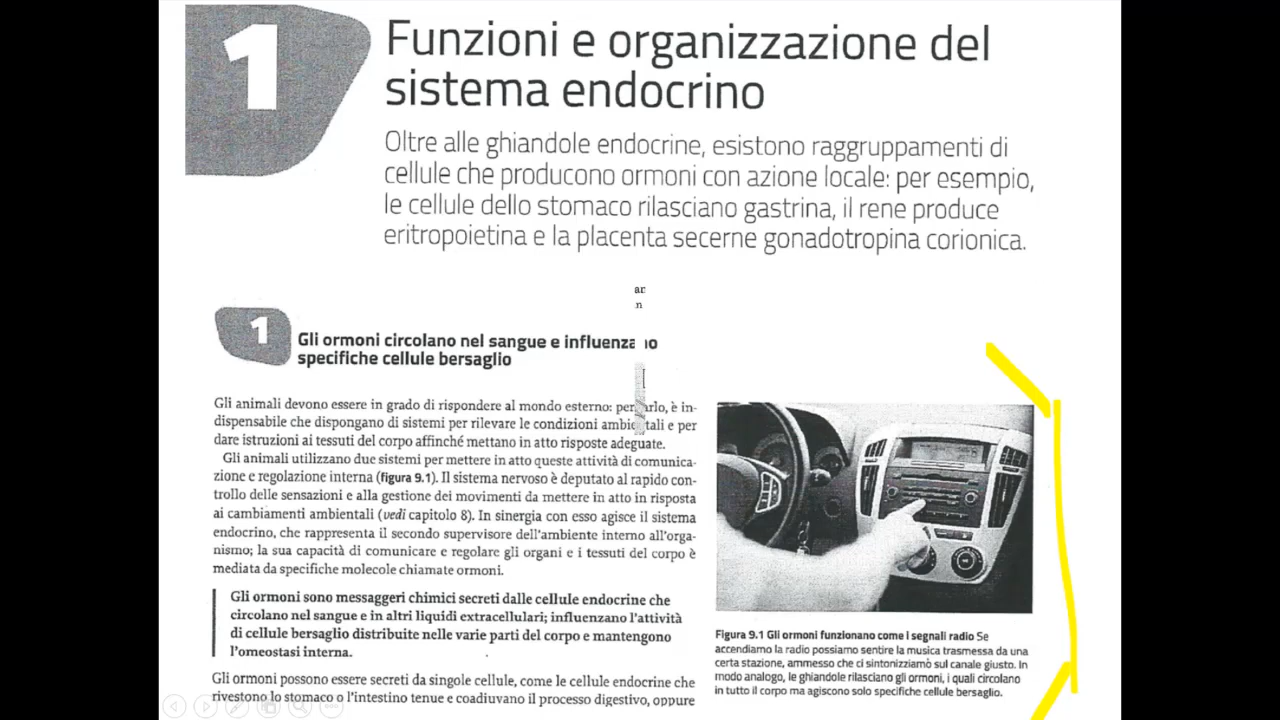 1
Funzioni e organizzazione del
sistema endocrino
Oltre alle ghiandole endocrine, esistono raggruppamenti di
cellule che producono ormoni con azione locale: per esempio,
le cellule dello stomaco rilasciano gastrina, il rene produce
eritropoietina e la placenta secerne gonadotropina corionica.
1
Gli ormoni circolano nel sangue e
specifiche cellule bersaglio
Gli animali devono essere in grado di rispondere al mondo esterno: è in-
dispensabile che dispongano di sistemi per rilevare le condizioni e per
dare istruzioni ai tessuti del corpo affinché mettano in atto risposte adeguate.
Gli animali utilizzano due sistemi per mettere in atto queste attività di comunica-
zione e regolazione interna (figura 9.1). Il sistema nervoso è deputato al rapido con-
trollo delle sensazioni e alla gestione dei movimenti da mettere in atto in risposta
ai cambiamenti ambientali (vedi capitolo 8). In sinergia con esso agisce il sistema
endocrino, che rappresenta il secondo supervisore dell'ambiente interno all'orga-
nismo; la sua capacità di comunicare e regolare gli organi e i tessuti del corpo è
mediata da specifiche molecole chiamate ormoni.
Gli ormoni sono messaggeri chimici secreti dalle cellule endocrine che
circolano nel sangue e in altri liquidi extracellulari; influenzano l'attività
di cellule bersaglio distribuite nelle varie parti del corpo e mantengono
l'omeostasi interna.
Gli ormoni possono essere secreti da singole cellule, come le cellule endocrine che
rivestono lo stomaco o l'intestino tenue e coadiuvano il processo digestivo, oppure
Figura 9.1 Gli ormoni funzionano come i segnali radio Se
accendiamo la radio possiamo sentire la musica trasmessa da una
certa stazione, ammesso che ci sintonizziamo sul canale giusto. In
modo analogo, le ghiandole rilasciano gli ormoni, i quali circolano
in tutto il corpo ma agiscono solo specifiche cellule bersaglio.